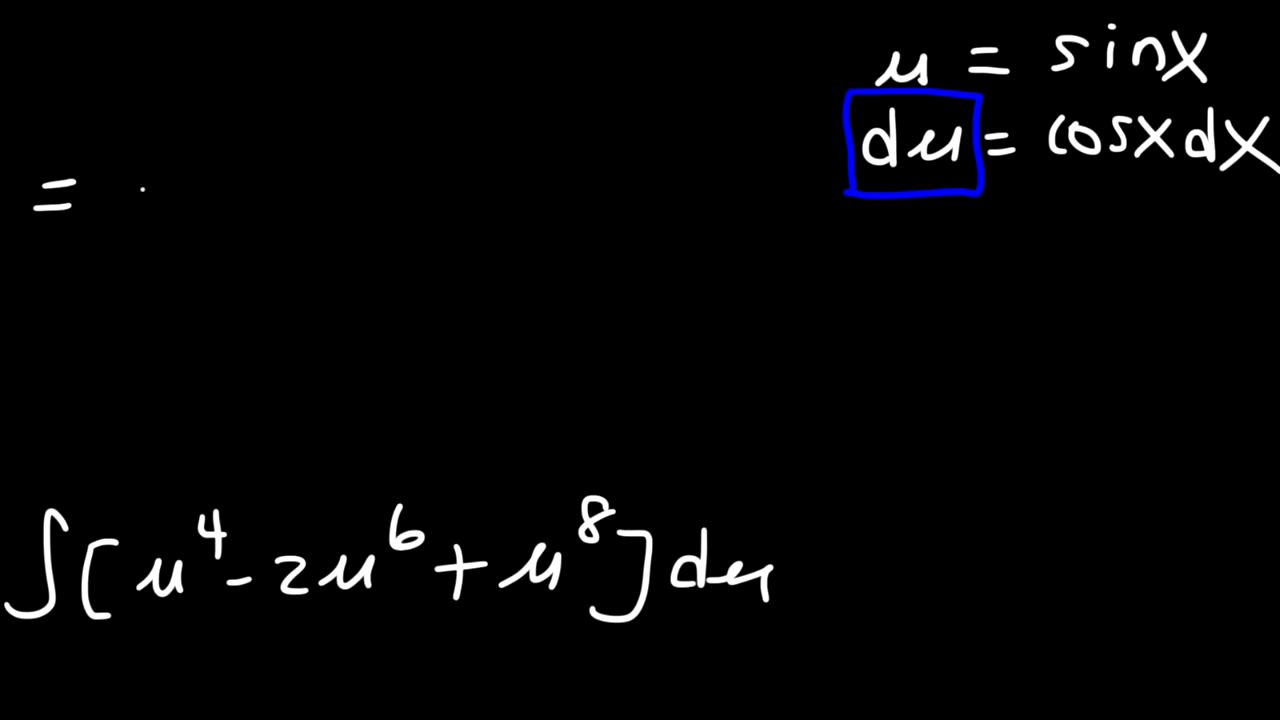 u = sinx
du = cosxdx
=
∫[u⁴-2u⁶+u⁸]du